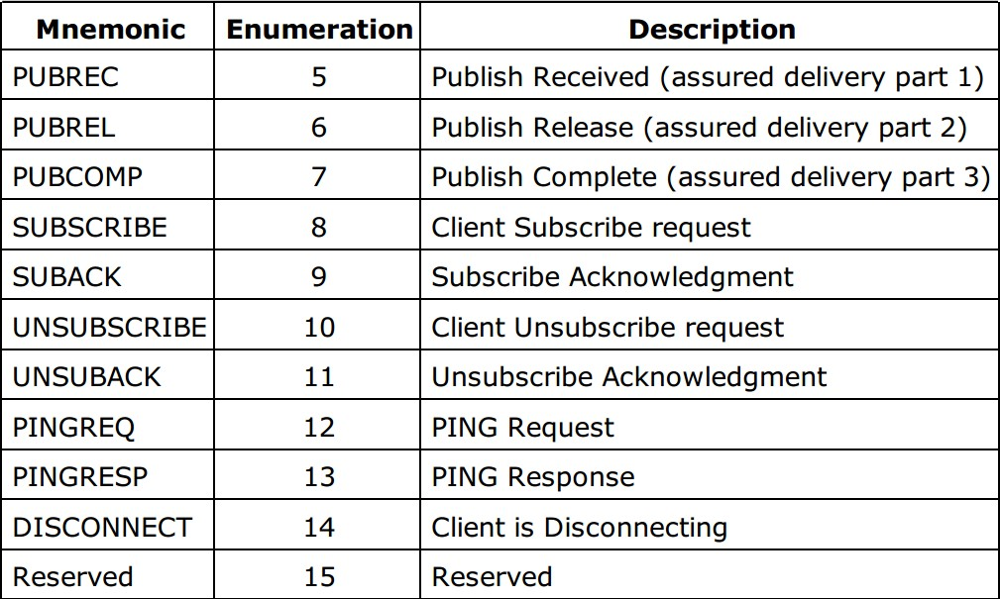 Mnemonic Enumeration Description
PUBREC 5 Publish Received (assured delivery part 1)
PUBREL 6 Publish Release (assured delivery part 2)
PUBCOMP 7 Publish Complete (assured delivery part 3)
SUBSCRIBE 8 Client Subscribe request
SUBACK 9 Subscribe Acknowledgment
UNSUBSCRIBE 10 Client Unsubscribe request
UNSUBACK 11 Unsubscribe Acknowledgment
PINGREQ 12 PING Request
PINGRESP 13 PING Response
DISCONNECT 14 Client is Disconnecting
Reserved 15 Reserved